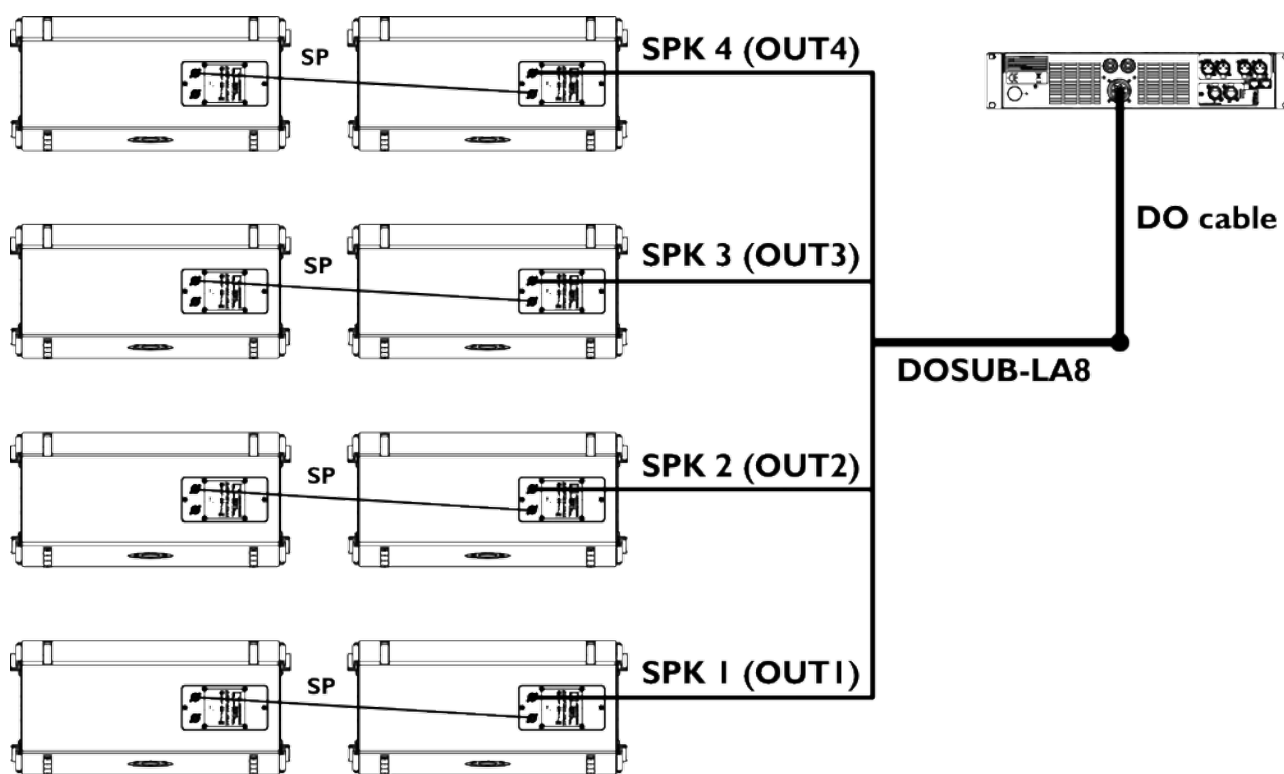 SP
SPK 4 (OUT4)
DO cable
SP
SPK 3 (OUT3)
DOSUB-LA8
SP
SPK 2 (OUT2)
SP
SPK 1 (OUT1)